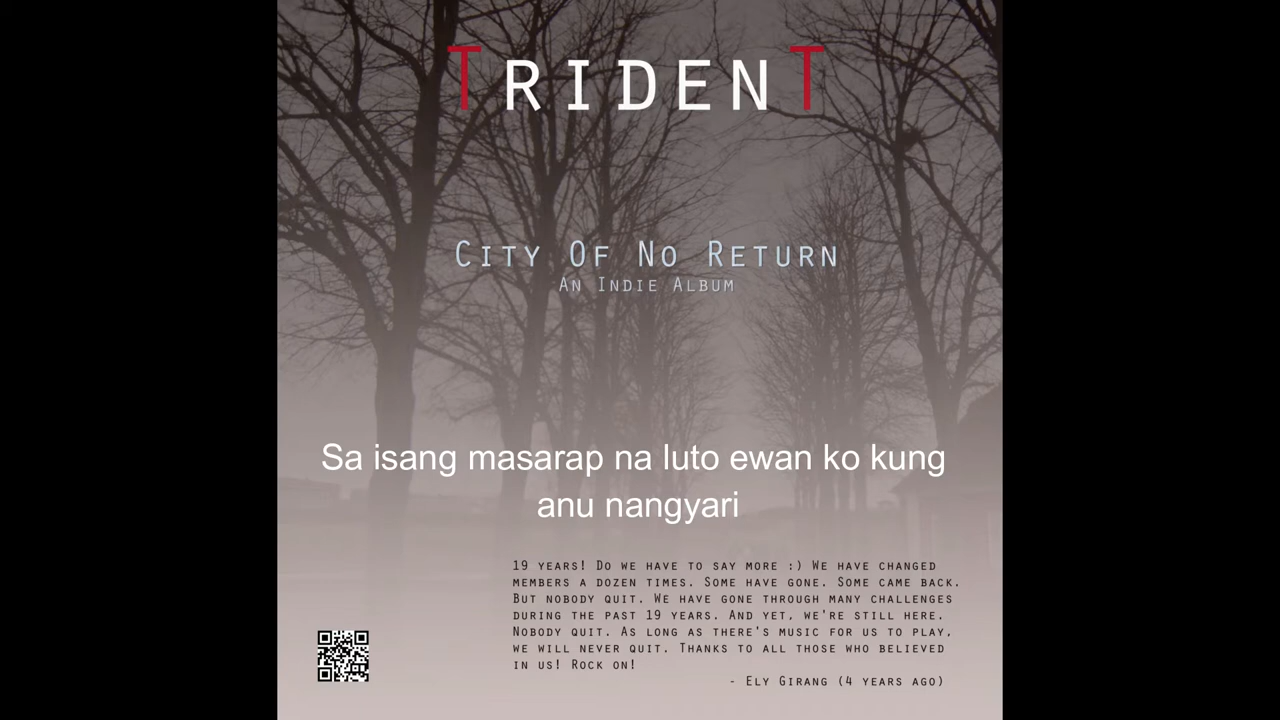 TRIDENT
CITY OF NO RETURN
AN INDIE ALBUM
Sa isang masarap na luto ewan ko kung
anu nangyari
19 YEARS! DO WE HAVE TO SAY MORE :) WE HAVE CHANGED
MEMBERS A DOZEN TIMES. SOME HAVE GONE. SOME CAME BACK.
BUT NOBODY QUIT. WE HAVE GONE THROUGH MANY CHALLENGES
DURING THE PAST 19 YEARS. AND YET, WE'RE STILL HERE.
NOBODY QUIT. AS LONG AS THERE'S MUSIC FOR US TO PLAY,
WE WILL NEVER QUIT. THANKS TO ALL THOSE WHO BELIEVED
IN US! ROCK ON!
- ELY GIRANG (4 YEARS AGO)